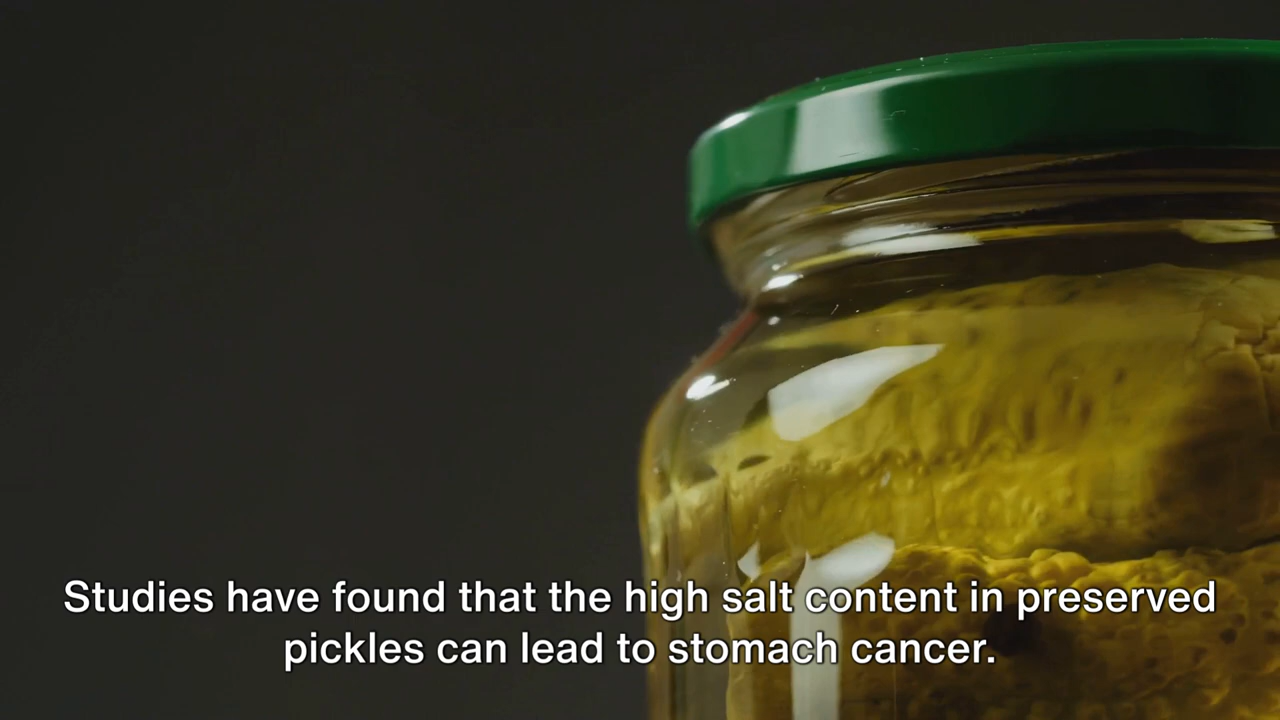 Studies have found that the high salt content in preserved
pickles can lead to stomach cancer.